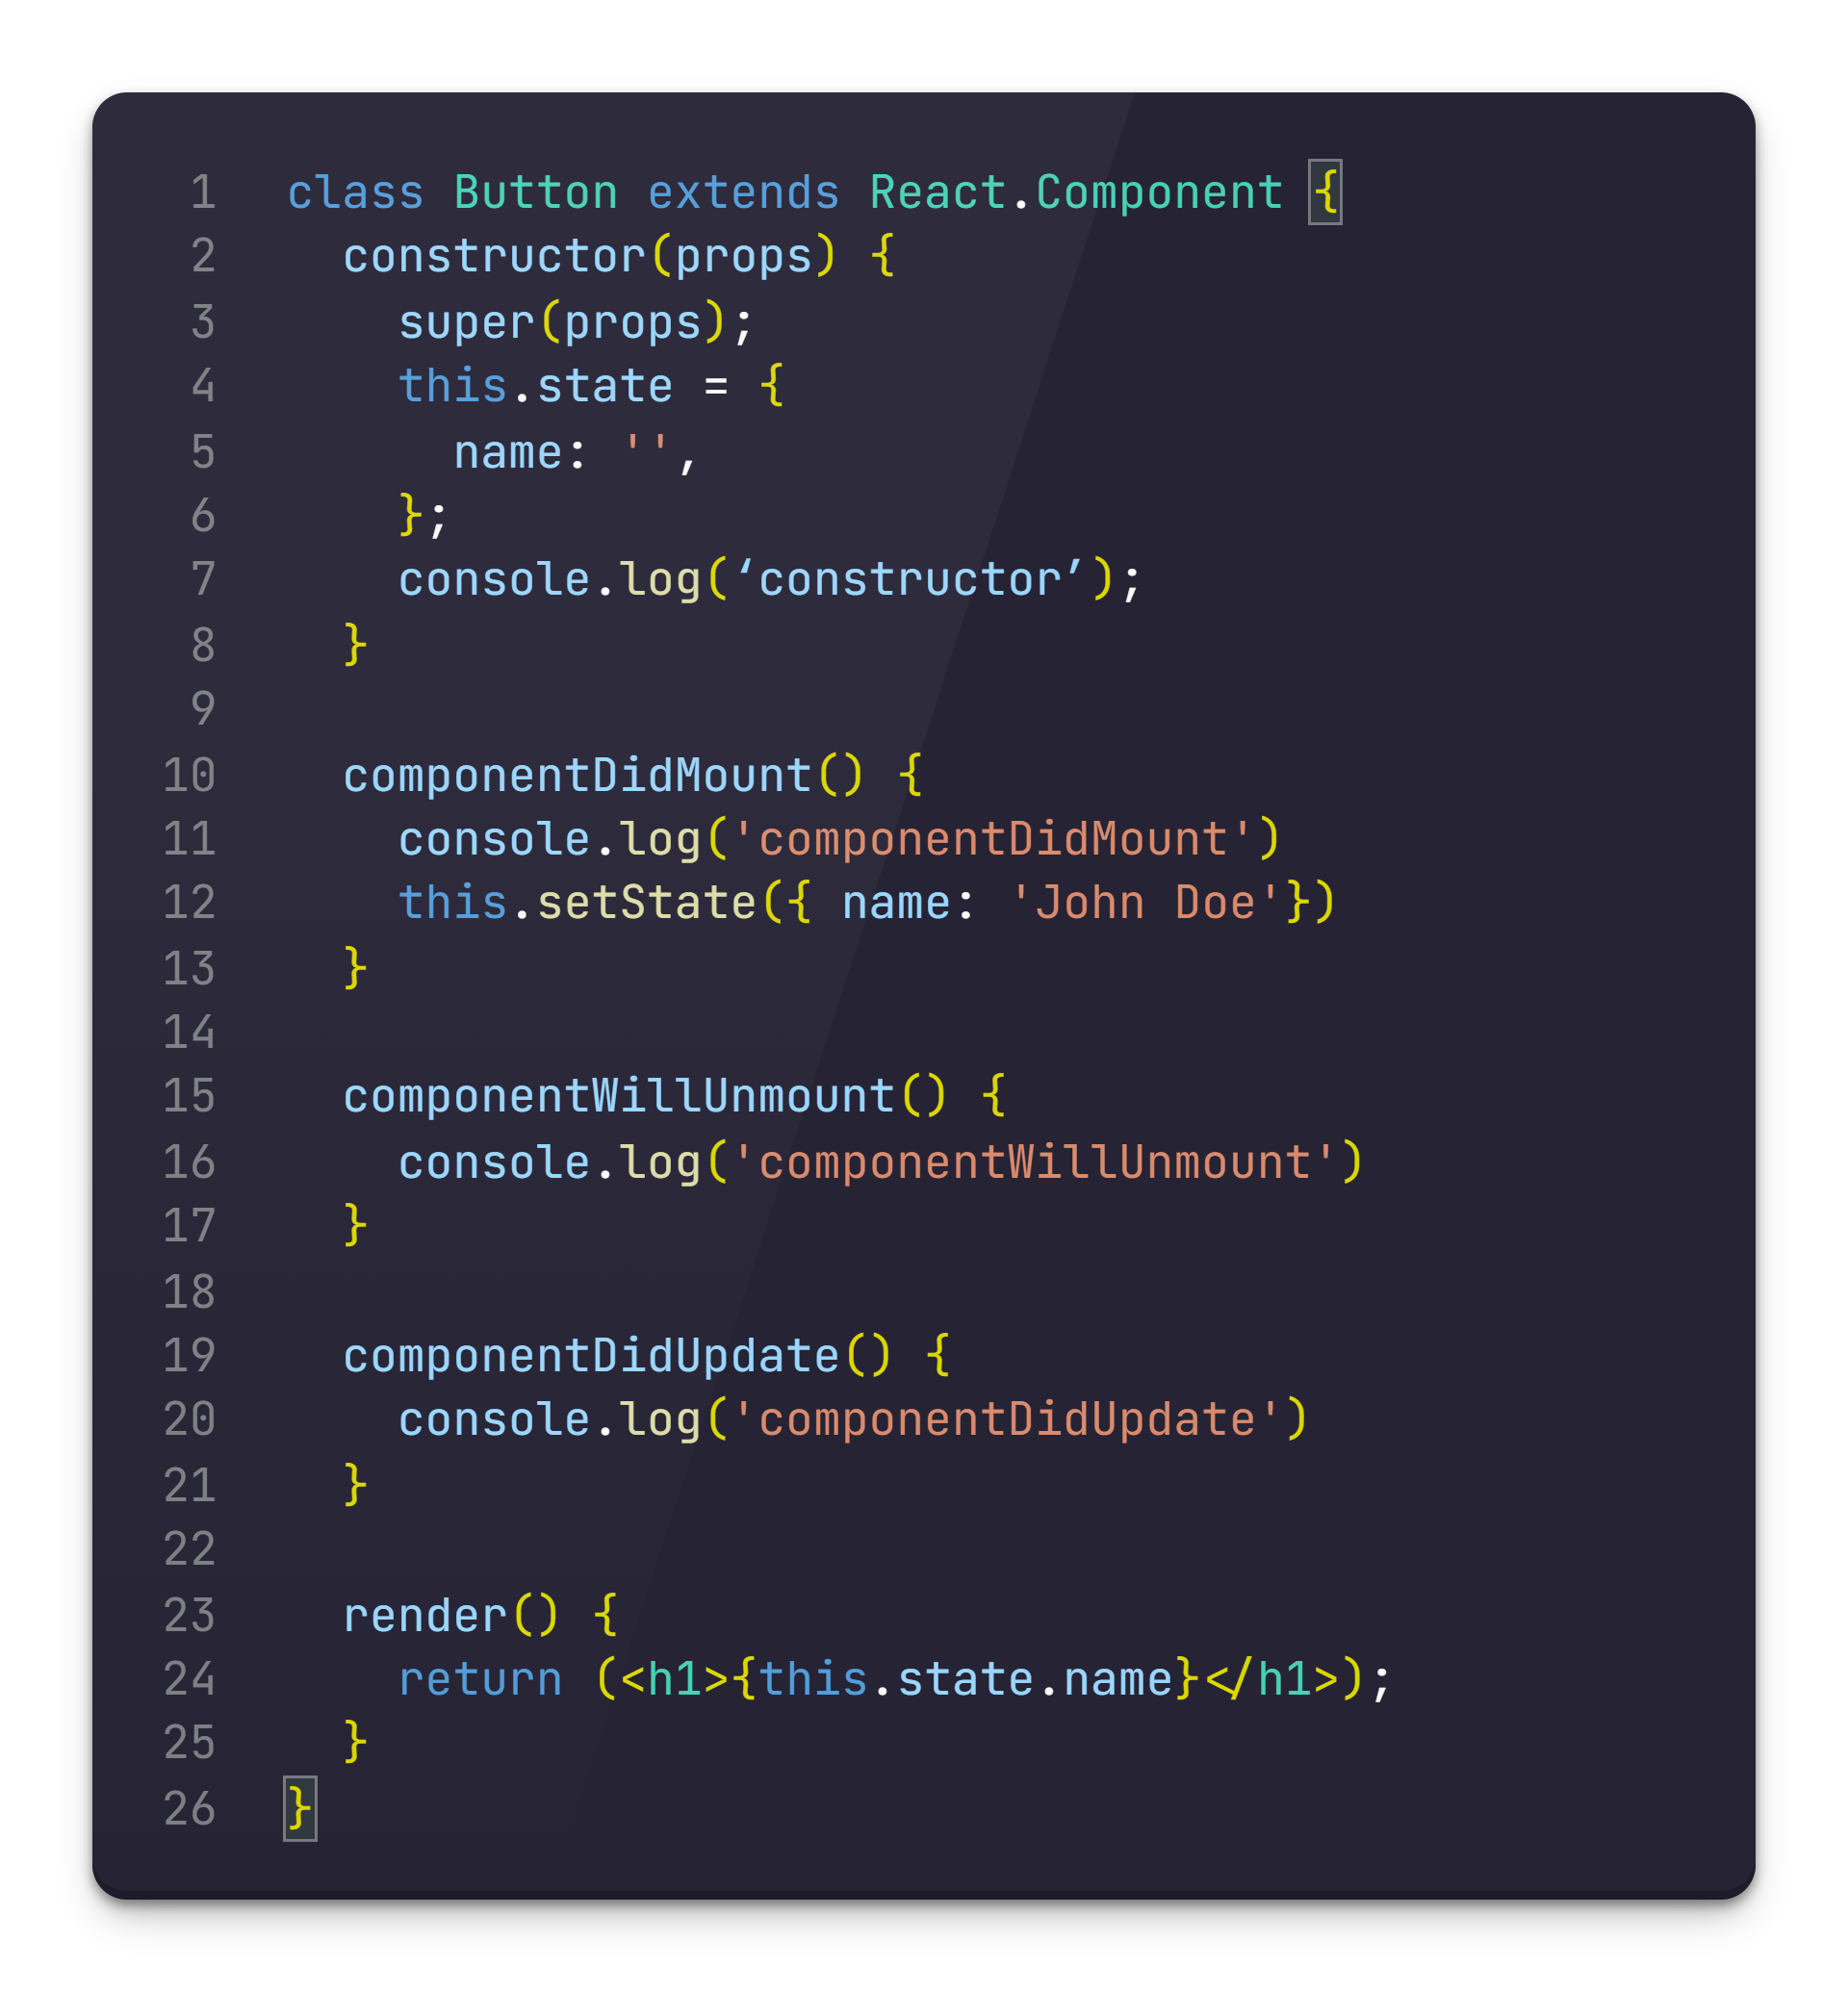 1 class Button extends React.Component {
2   constructor(props) {
3     super(props);
4     this.state = {
5       name: '',
6     };
7     console.log(‘constructor’);
8   }
9
10   componentDidMount() {
11     console.log('componentDidMount')
12     this.setState({ name: 'John Doe'})
13   }
14
15   componentWillUnmount() {
16     console.log('componentWillUnmount')
17   }
18
19   componentDidUpdate() {
20     console.log('componentDidUpdate')
21   }
22
23   render() {
24     return (<h1>{this.state.name}</h1>);
25   }
26 }